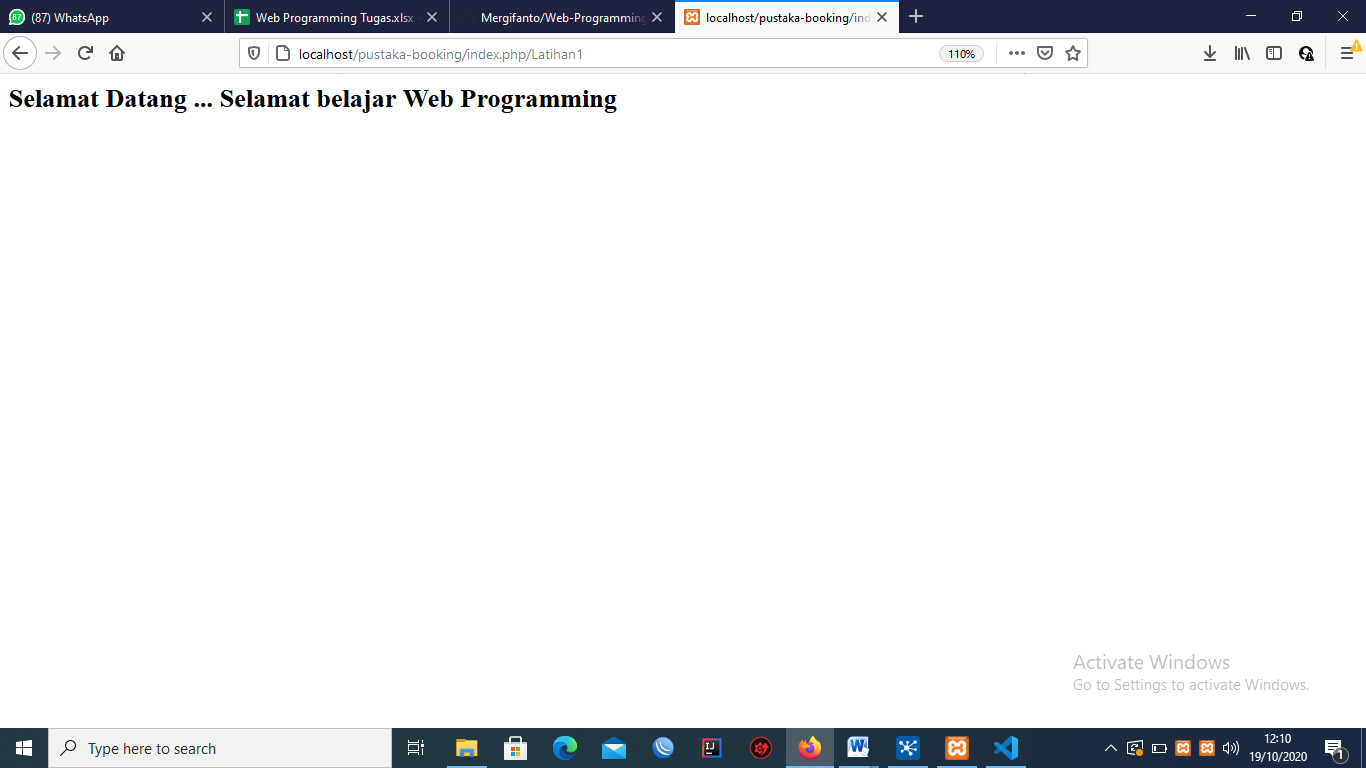 (87) WhatsApp
Web Programming Tugas.xlsx -
Mergifanto/Web-Programming
localhost/pustaka-booking/ind
localhost/pustaka-booking/index.php/Latihan1
110%
Selamat Datang ... Selamat belajar Web Programming
Activate Windows
Go to Settings to activate Windows.
Type here to search
12:10
19/10/2020
1